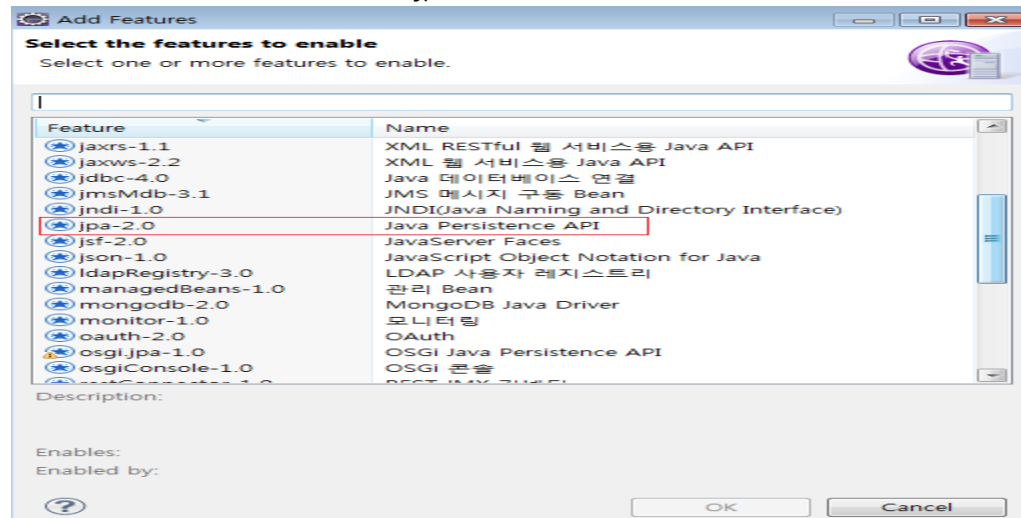 Add Features
Select the features to enable
Select one or more features to enable.
Feature Name
jaxrs-1.1 XML RESTful 웹 서비스용 Java API
jaxws-2.2 XML 웹 서비스용 Java API
jdbc-4.0 Java 데이터베이스 연결
jmsMdb-3.1 JMS 메시지 구동 Bean
jndi-1.0 JNDI(Java Naming and Directory Interface)
jpa-2.0 Java Persistence API
jsf-2.0 JavaServer Faces
json-1.0 JavaScript Object Notation for Java
ldapRegistry-3.0 LDAP 사용자 레지스트리
managedBeans-1.0 관리 Bean
mongodb-2.0 MongoDB Java Driver
monitor-1.0 모니터링
oauth-2.0 OAuth
osgi.jpa-1.0 OSGi Java Persistence API
osgiConsole-1.0 OSGi 콘솔
Description:
Enables:
Enabled by:
OK Cancel